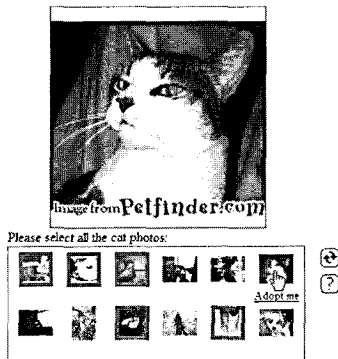 Image from Petfinder.com
Please select all the cat photos:
Adopt me
?